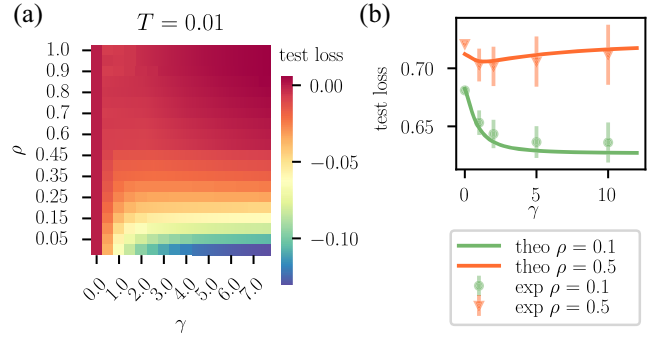 (a)
T = 0.01
test loss
1.0
0.9
0.8
0.7
0.6
0.45
0.35
0.25
0.15
0.05
ρ
0.0
1.0
2.0
3.0
4.0
5.0
6.0
7.0
γ
0.00
−0.05
−0.10
(b)
test loss
0.70
0.65
0 5 10
γ
theo ρ = 0.1
theo ρ = 0.5
exp ρ = 0.1
exp ρ = 0.5